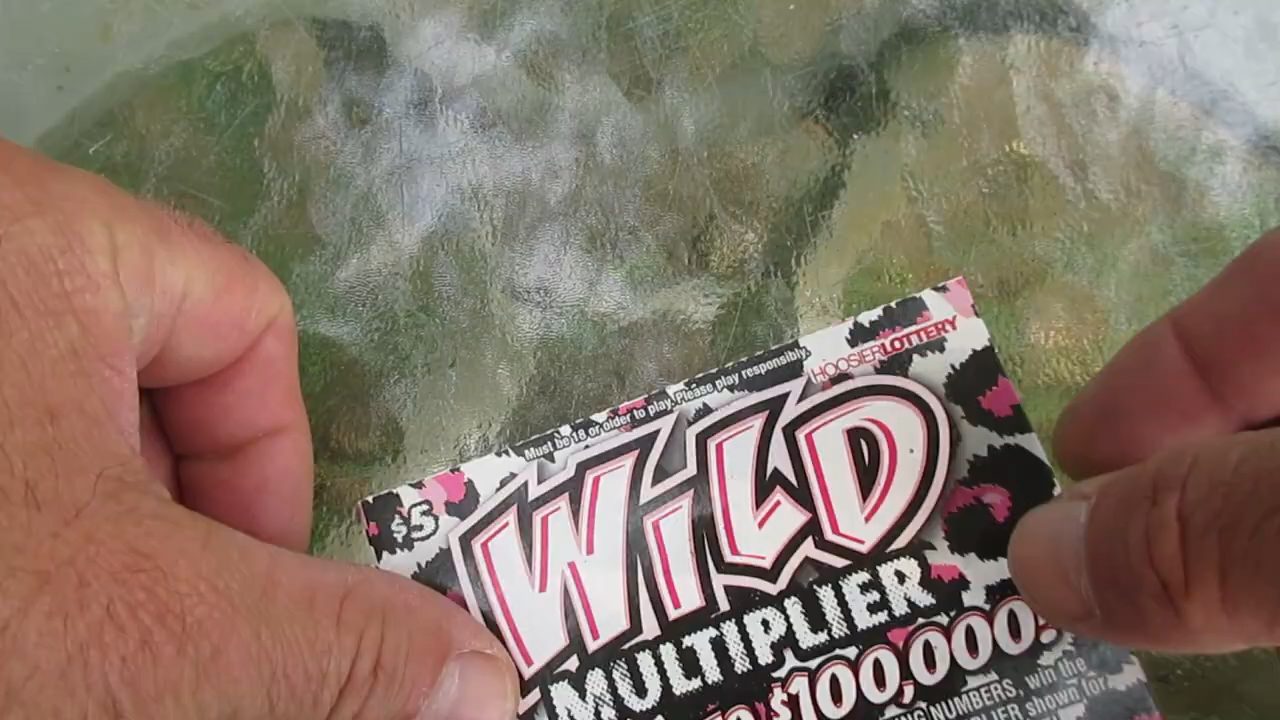 Must be 18 or older to play. Please play responsibly.
HOOSIERLOTTERY
$5
WiLD
MULTIPLIER
$100,000!
NUMBERS, win the
shown for